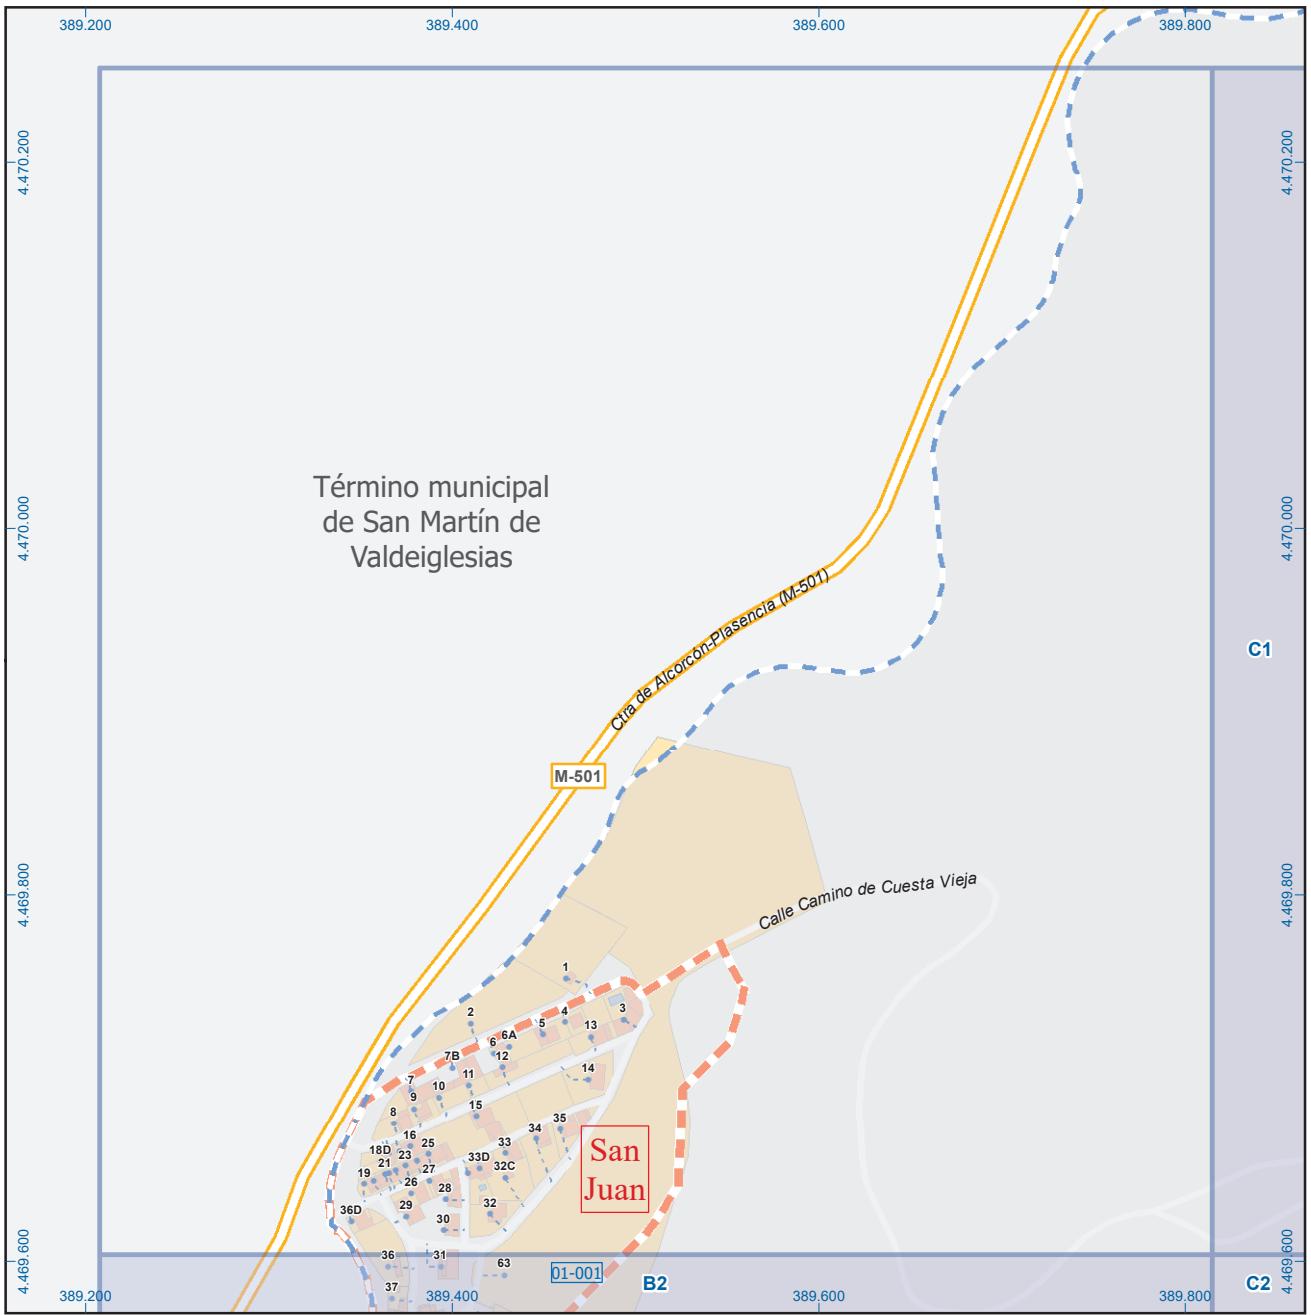 389.200
389.400
389.600
389.800
4.470.200
4.470.200
Término municipal
de San Martín de
Valdeiglesias
4.470.000
4.470.000
Ctra de Alcorcón-Plasencia (M-501)
C1
M-501
4.469.800
4.469.800
Calle Camino de Cuesta Vieja
1
2
3
4
5
6A
6
13
7B
12
14
7
11
10
9
8
15
35
34
16
25
33
18D
23
21
33D
32C
27
19
26
28
29
32
36D
30
San
Juan
36
31
63
37
01-001
B2
C2
4.469.600
4.469.600
389.200
389.400
389.600
389.800